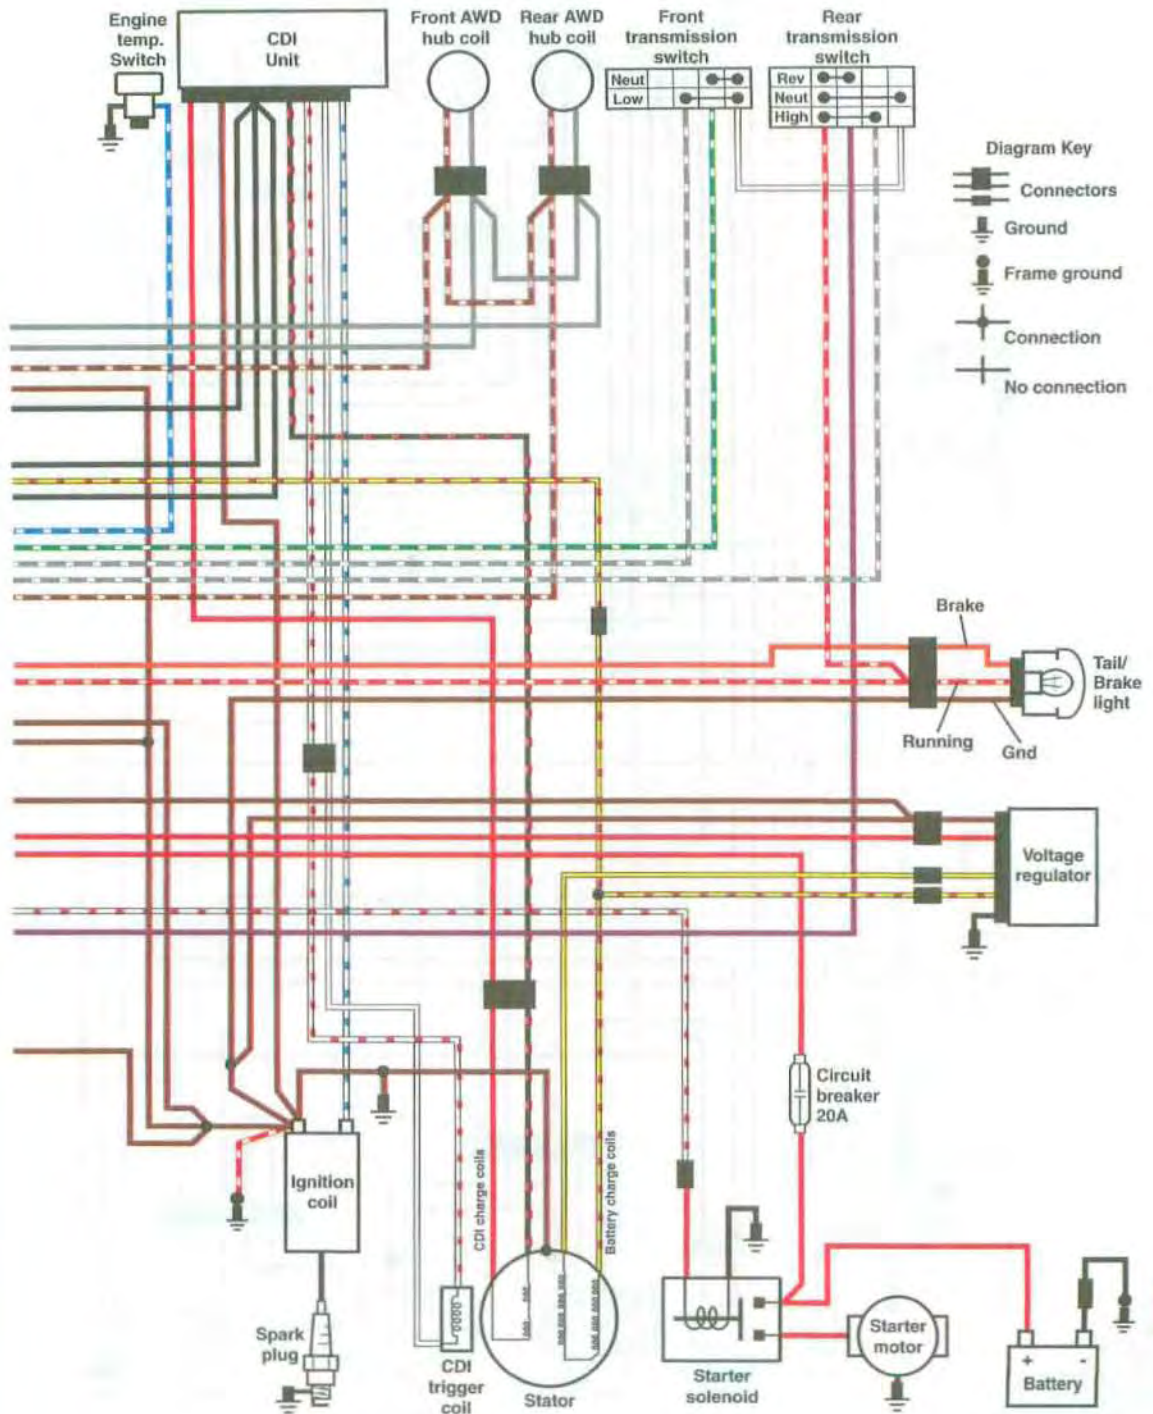 Engine
temp.
Switch
CDI
Unit
Front AWD
hub coil
Rear AWD
hub coil
Front
transmission
switch
Neut
Low
Rear
transmission
switch
Rev
Neut
High
Diagram Key
Connectors
Ground
Frame ground
Connection
No connection
Brake
Tail/
Brake
light
Running
Gnd
Voltage
regulator
Circuit
breaker
20A
Ignition
coil
CDI charge coils
Battery charge coils
Spark
plug
CDI
trigger
coil
Stator
Starter
solenoid
Starter
motor
+ -
Battery